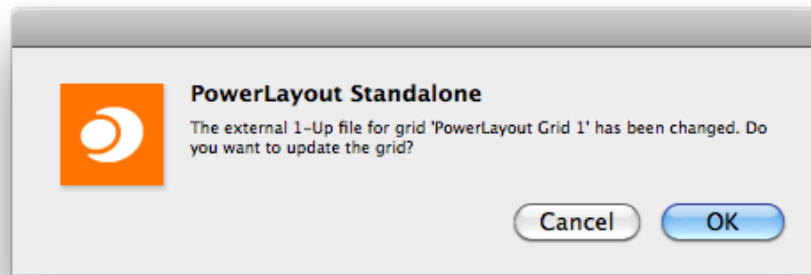 PowerLayout Standalone
The external 1-Up file for grid 'PowerLayout Grid 1' has been changed. Do
you want to update the grid?
Cancel
OK